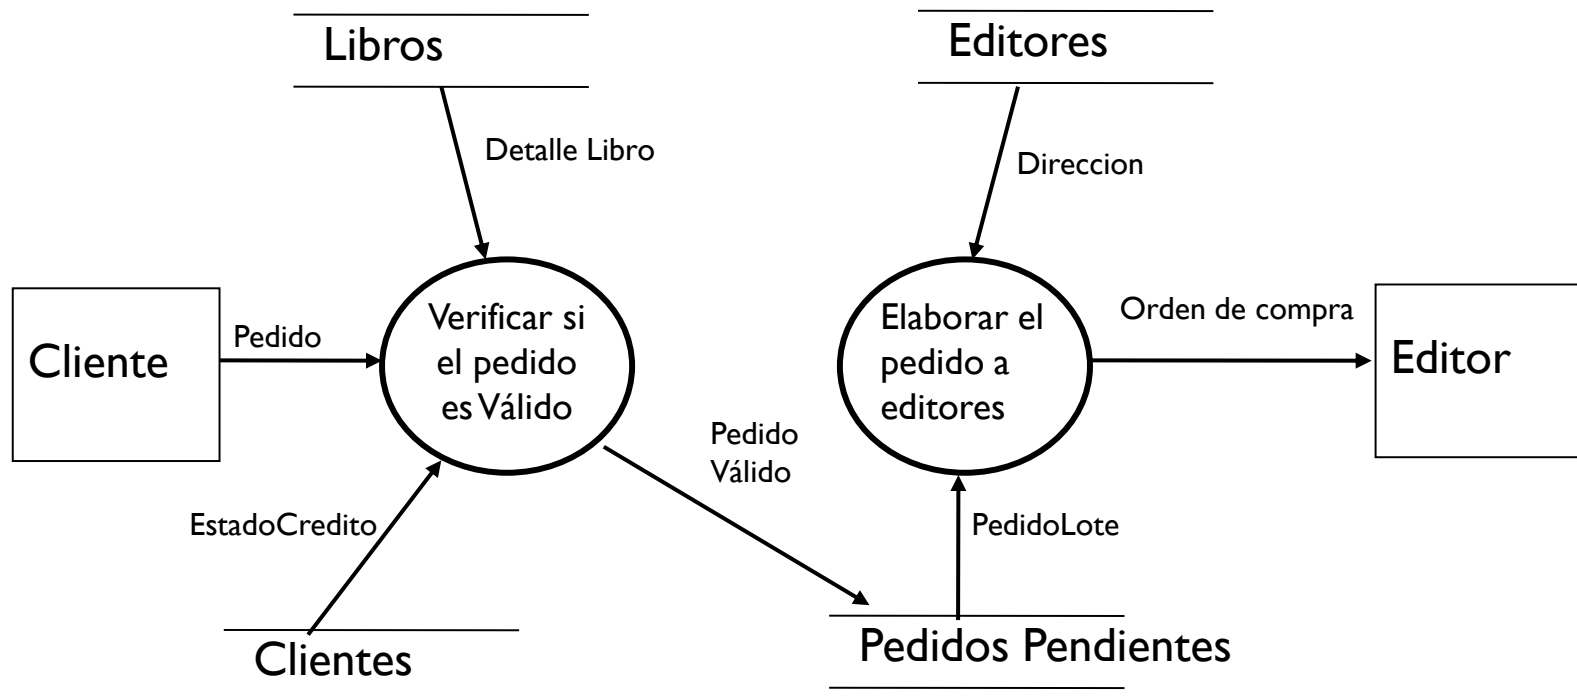 Libros
Editores
Detalle Libro
Direccion
Cliente
Pedido
Verificar si
el pedido
es Válido
Elaborar el
pedido a
editores
Orden de compra
Editor
Pedido
Válido
EstadoCredito
PedidoLote
Clientes
Pedidos Pendientes